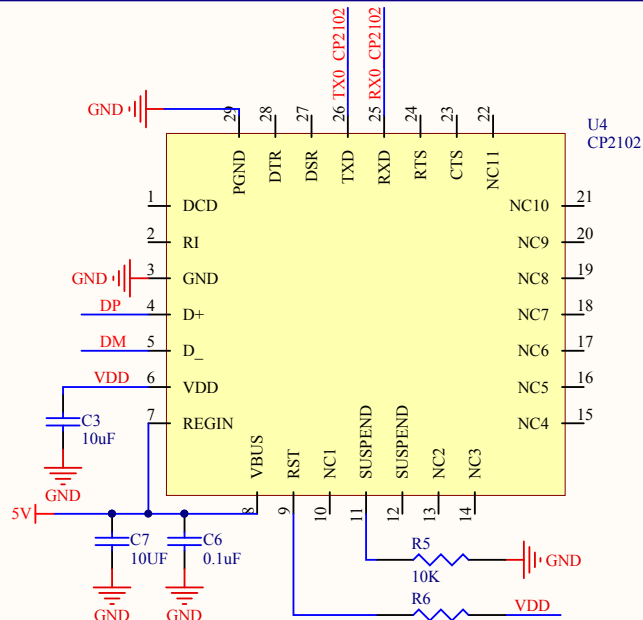 TX0 CP2102
RX0 CP2102
GND
29
28
27
26
25
24
23
22
U4
CP2102
PGND
DTR
DSR
TXD
RXD
RTS
CTS
NC11
1 DCD
NC10 21
2 RI
NC9 20
GND 3 GND
NC8 19
DP 4 D+
NC7 18
DM 5 D_
NC6 17
VDD 6 VDD
NC5 16
7 REGIN
NC4 15
C3
10uF
GND
VBUS
RST
NC1
SUSPEND
SUSPEND
NC2
NC3
8
9
10
11
12
13
14
5V
C7
10UF
GND
C6
0.1uF
GND
R5
10K
GND
R6
VDD